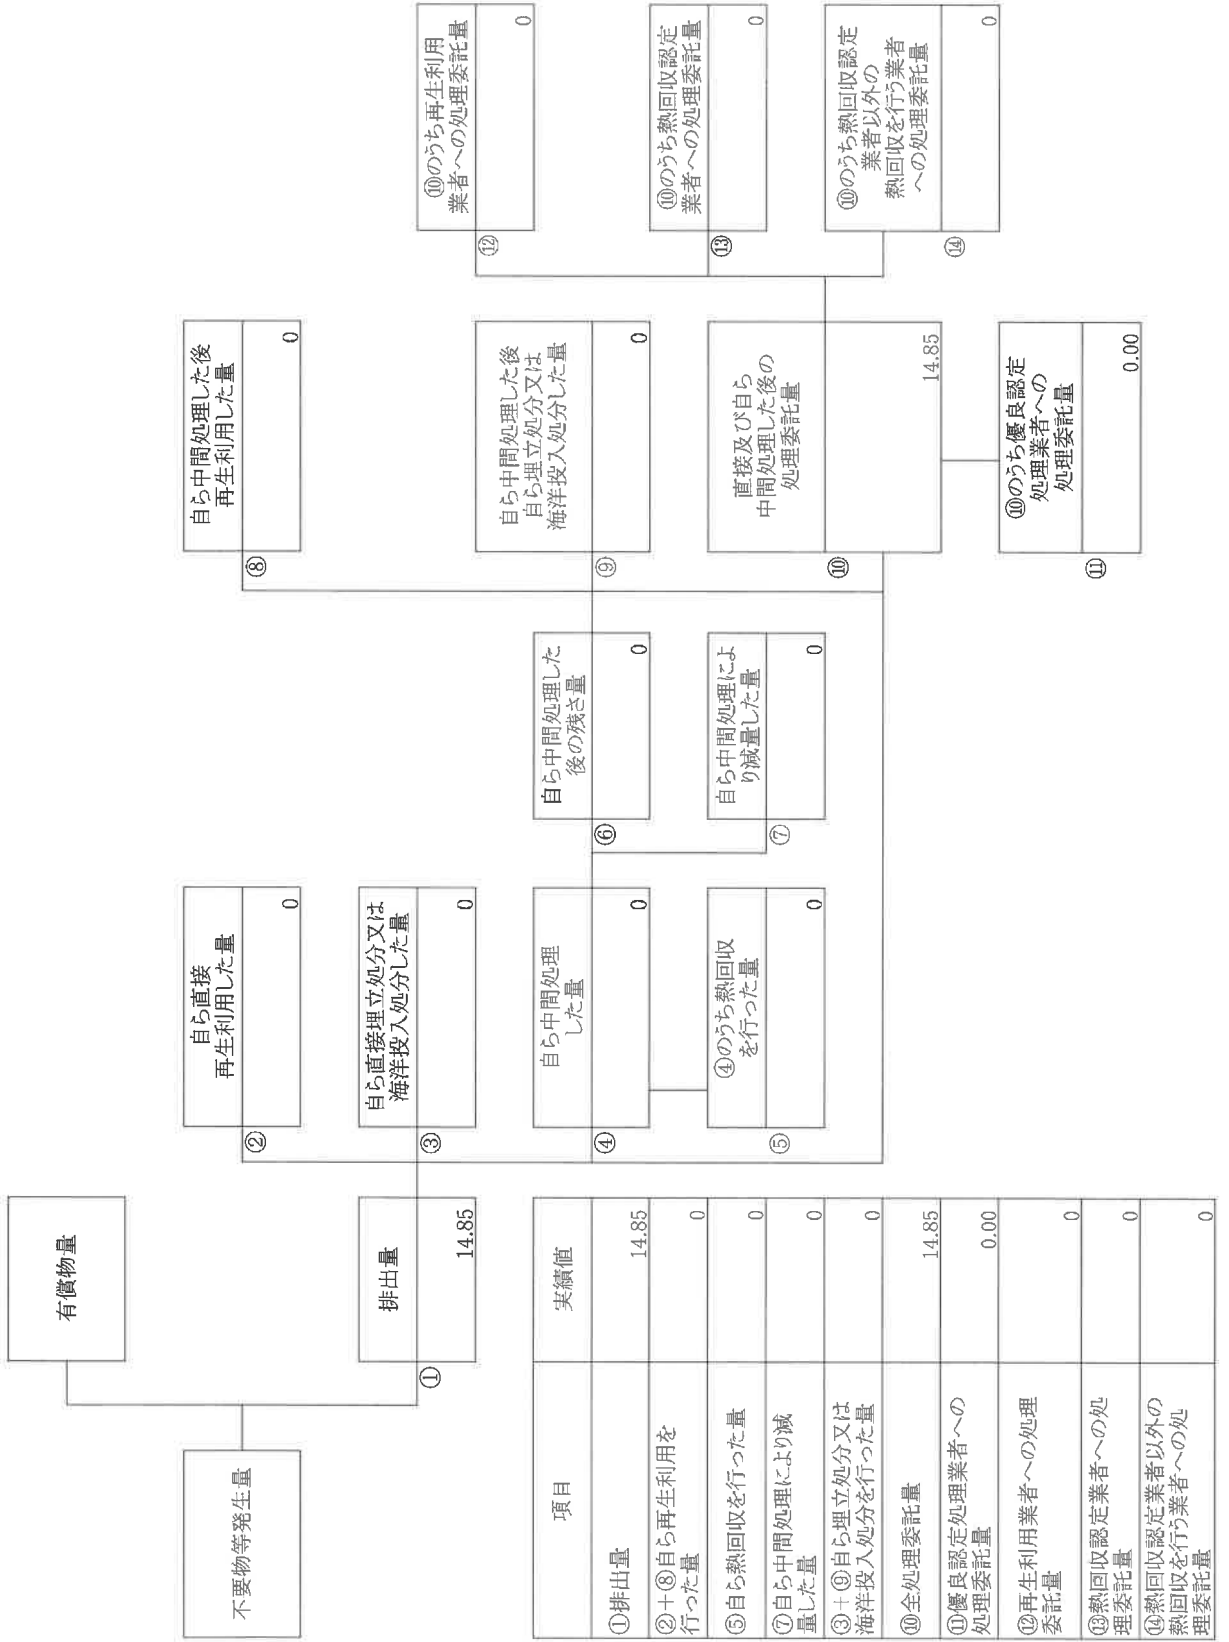 有償物量
不要物等発生量
①
排出量
14.85
②
自ら直接
再生利用した量
0
③
自ら直接埋立処分又は
海洋投入処分した量
0
④
自ら中間処理
した量
0
⑤
④のうち熱回収
を行った量
0
⑥
自ら中間処理した
後の残さ量
0
⑦
自ら中間処理によ
り減量した量
0
⑧
自ら中間処理した後
再生利用した量
0
⑨
自ら中間処理した後
自ら埋立処分又は
海洋投入処分した量
0
⑩
直接及び自ら
中間処理した後の
処理委託量
14.85
⑪
⑩のうち優良認定
処理業者への
処理委託量
0.00
⑫
⑩のうち再生利用
業者への処理委託量
0
⑬
⑩のうち熱回収認定
業者への処理委託量
0
⑭
⑩のうち熱回収認定
業者以外の
熱回収を行う業者
への処理委託量
0
項目
実績値
①排出量
14.85
②+⑧自ら再生利用を
行った量
0
⑤自ら熱回収を行った量
0
⑦自ら中間処理により減
量した量
0
③+⑨自ら埋立処分又は
海洋投入処分を行った量
0
⑩全処理委託量
14.85
⑪優良認定処理業者への
処理委託量
0.00
⑫再生利用業者への処理
委託量
0
⑬熱回収認定業者への処
理委託量
0
⑭熱回収認定業者以外の
熱回収を行う業者への処
理委託量
0